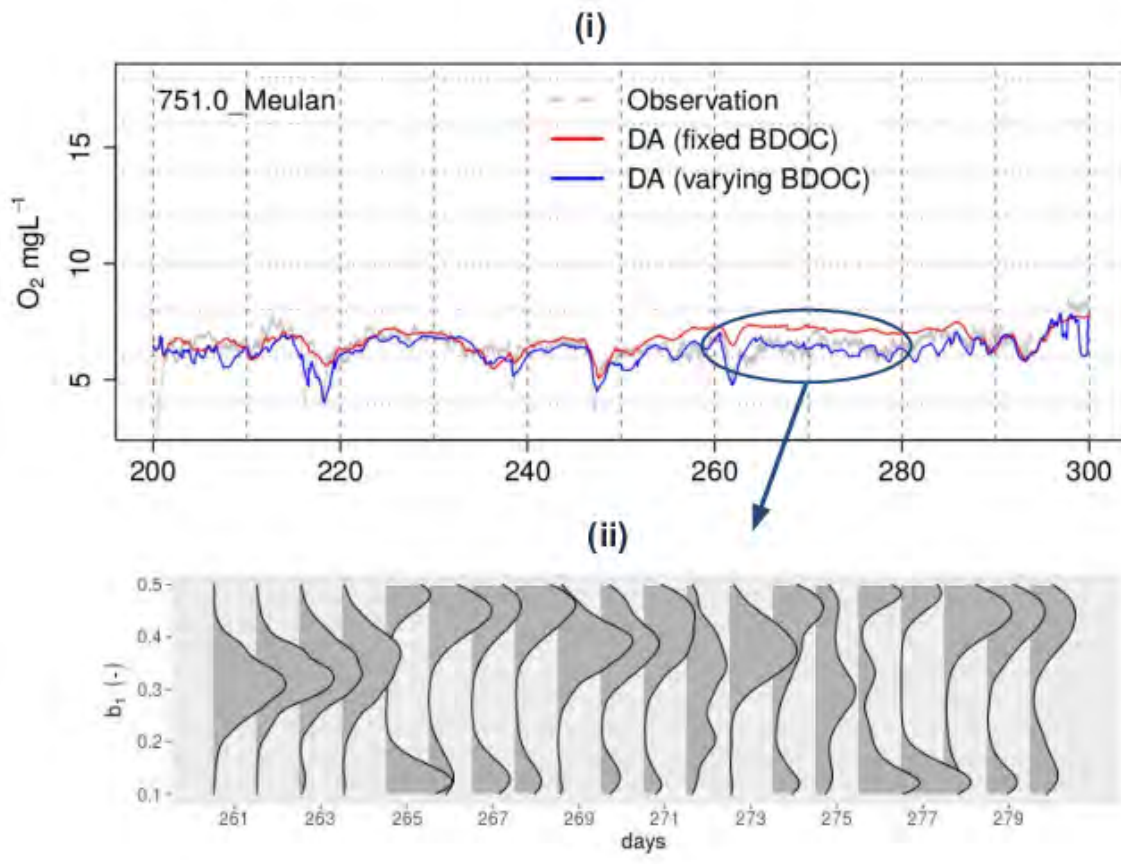 (i)
751.0_Meulan
Observation
DA (fixed BDOC)
DA (varying BDOC)
O₂ mgL⁻¹
15
10
5
200 220 240 260 280 300
(ii)
b₁ (-)
0.5
0.4
0.3
0.2
0.1
261 263 265 267 269 271 273 275 277 279
days